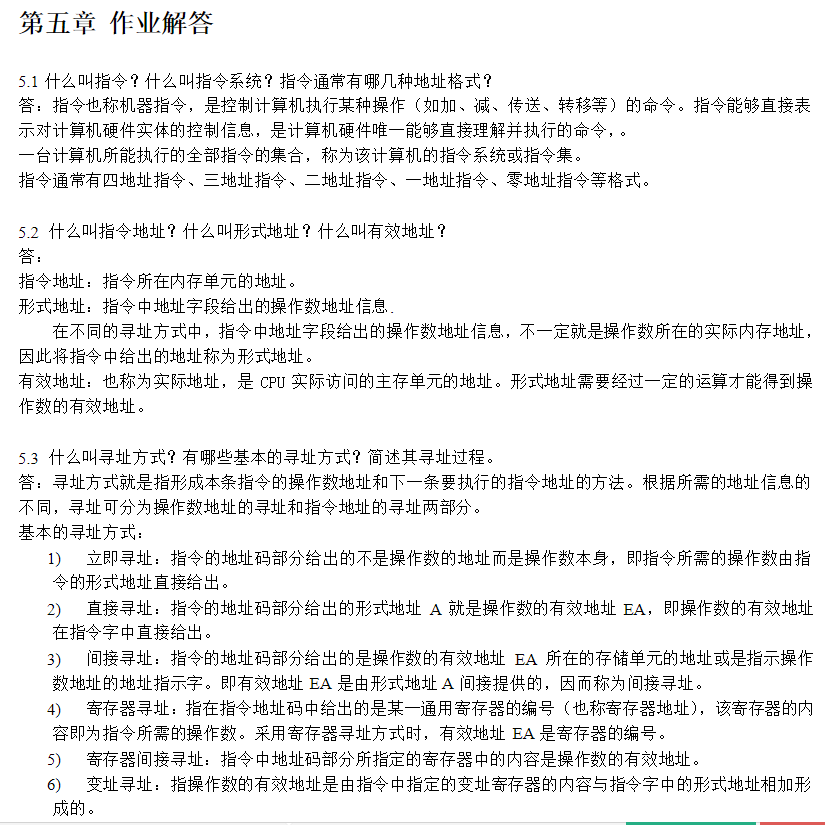 第五章 作业解答
5.1 什么叫指令？什么叫指令系统？指令通常有哪几种地址格式？
答：指令也称机器指令，是控制计算机执行某种操作（如加、减、传送、转移等）的命令。指令能够直接表
示对计算机硬件实体的控制信息，是计算机硬件唯一能够直接理解并执行的命令，。
一台计算机所能执行的全部指令的集合，称为该计算机的指令系统或指令集。
指令通常有四地址指令、三地址指令、二地址指令、一地址指令、零地址指令等格式。
5.2 什么叫指令地址？什么叫形式地址？什么叫有效地址？
答：
指令地址：指令所在内存单元的地址。
形式地址：指令中地址字段给出的操作数地址信息.
在不同的寻址方式中，指令中地址字段给出的操作数地址信息，不一定就是操作数所在的实际内存地址，
因此将指令中给出的地址称为形式地址。
有效地址：也称为实际地址，是 CPU 实际访问的主存单元的地址。形式地址需要经过一定的运算才能得到操
作数的有效地址。
5.3 什么叫寻址方式？有哪些基本的寻址方式？简述其寻址过程。
答：寻址方式就是指形成本条指令的操作数地址和下一条要执行的指令地址的方法。根据所需的地址信息的
不同，寻址可分为操作数地址的寻址和指令地址的寻址两部分。
基本的寻址方式：
1) 立即寻址：指令的地址码部分给出的不是操作数的地址而是操作数本身，即指令所需的操作数由指
令的形式地址直接给出。
2) 直接寻址：指令的地址码部分给出的形式地址 A 就是操作数的有效地址 EA，即操作数的有效地址
在指令字中直接给出。
3) 间接寻址：指令的地址码部分给出的是操作数的有效地址 EA 所在的存储单元的地址或是指示操作
数地址的地址指示字。即有效地址 EA 是由形式地址 A 间接提供的，因而称为间接寻址。
4) 寄存器寻址：指在指令地址码中给出的是某一通用寄存器的编号（也称寄存器地址），该寄存器的内
容即为指令所需的操作数。采用寄存器寻址方式时，有效地址 EA 是寄存器的编号。
5) 寄存器间接寻址：指令中地址码部分所指定的寄存器中的内容是操作数的有效地址。
6) 变址寻址：指操作数的有效地址是由指令中指定的变址寄存器的内容与指令字中的形式地址相加形
成的。